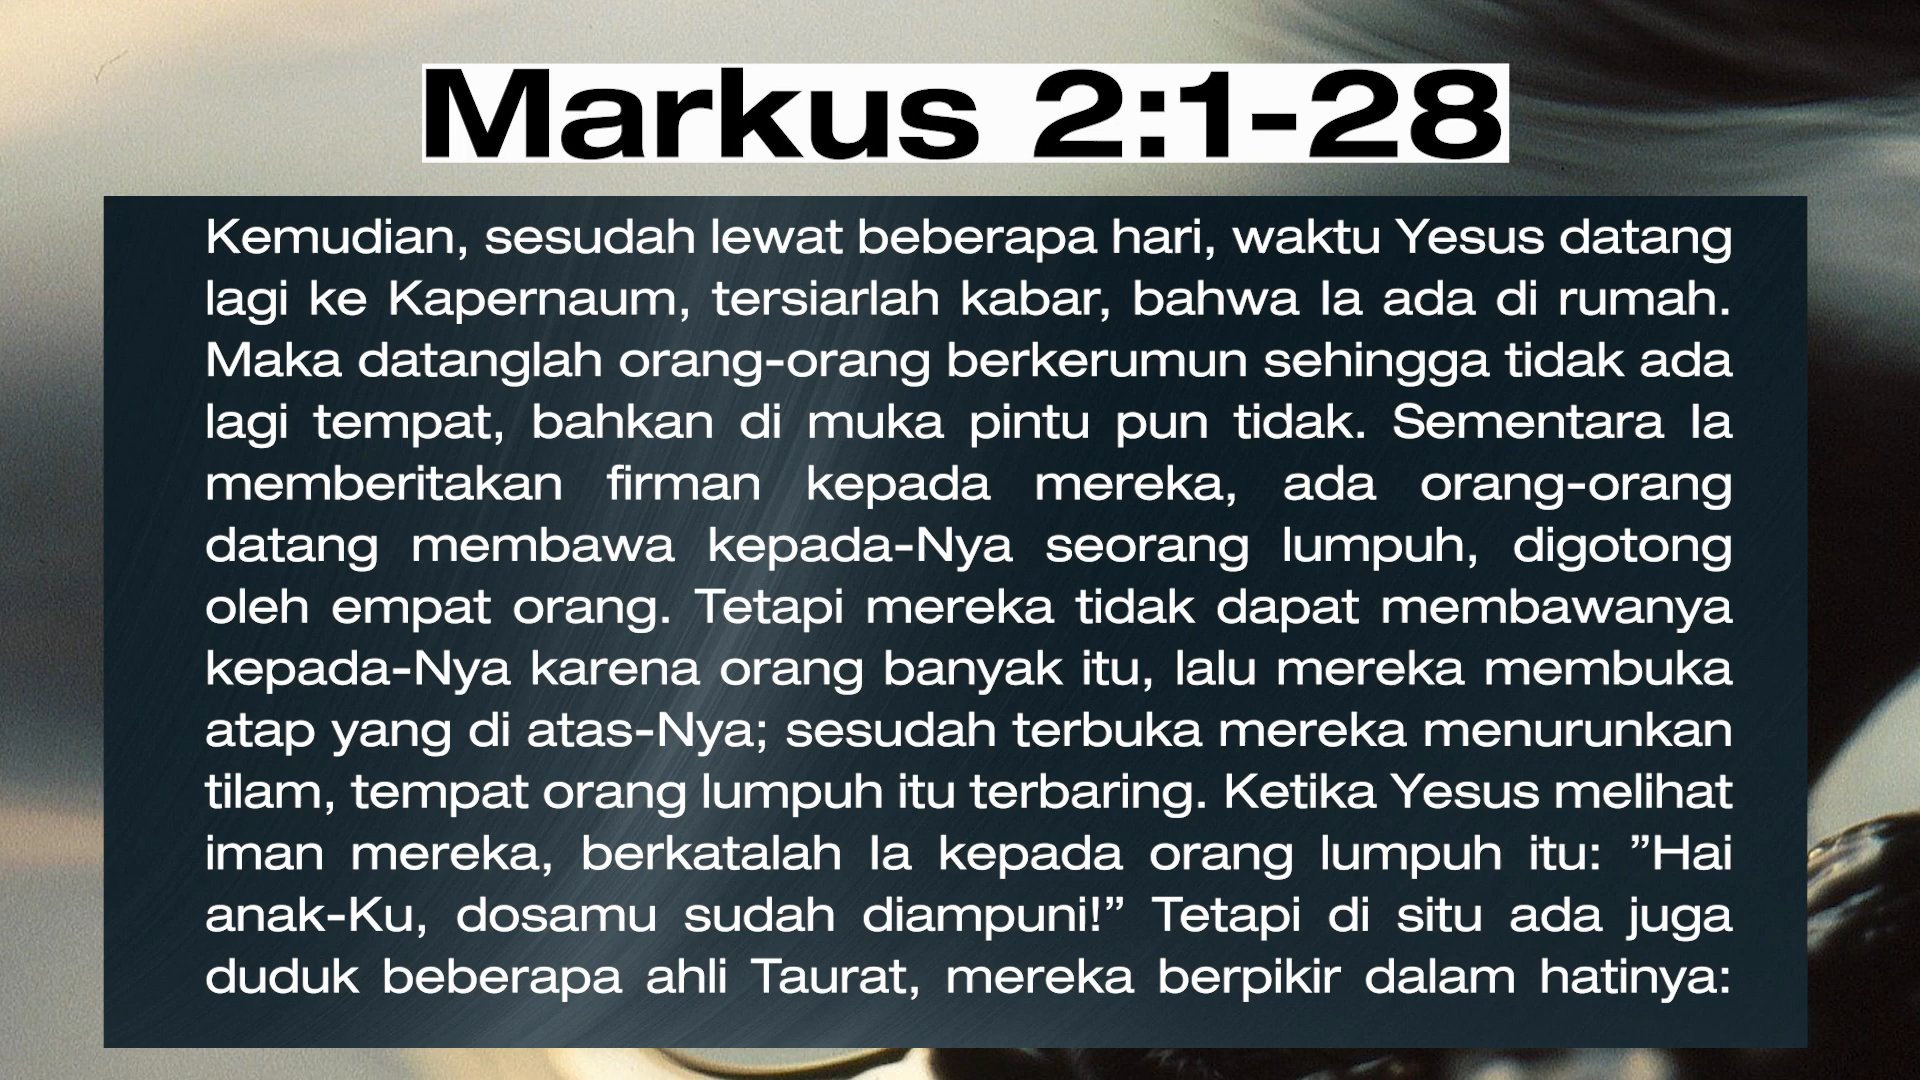 Markus 2:1-28
Kemudian, sesudah lewat beberapa hari, waktu Yesus datang
lagi ke Kapernaum, tersiarlah kabar, bahwa Ia ada di rumah.
Maka datanglah orang-orang berkerumun sehingga tidak ada
lagi tempat, bahkan di muka pintu pun tidak. Sementara Ia
memberitakan firman kepada mereka, ada orang-orang
datang membawa kepada-Nya seorang lumpuh, digotong
oleh empat orang. Tetapi mereka tidak dapat membawanya
kepada-Nya karena orang banyak itu, lalu mereka membuka
atap yang di atas-Nya; sesudah terbuka mereka menurunkan
tilam, tempat orang lumpuh itu terbaring. Ketika Yesus melihat
iman mereka, berkatalah Ia kepada orang lumpuh itu: ”Hai
anak-Ku, dosamu sudah diampuni!” Tetapi di situ ada juga
duduk beberapa ahli Taurat, mereka berpikir dalam hatinya: